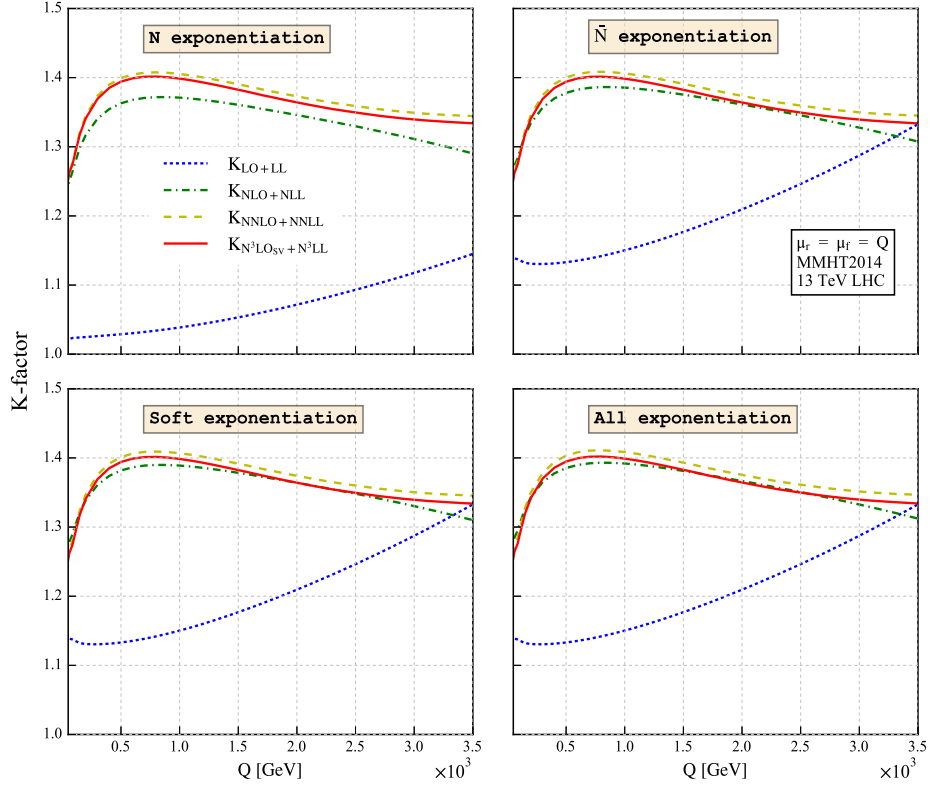 N exponentiation
N̄ exponentiation
1.5
1.4
1.3
1.2
1.1
1.0
K_LO+LL
K_NLO+NLL
K_NNLO+NNLL
K_N³LO_SV+N³LL
μ_r = μ_f = Q
MMHT2014
13 TeV LHC
K-factor
Soft exponentiation
All exponentiation
1.5
1.4
1.3
1.2
1.1
1.0
0.5 1.0 1.5 2.0 2.5 3.0 3.5
0.5 1.0 1.5 2.0 2.5 3.0 3.5
Q [GeV] ×10³
Q [GeV] ×10³